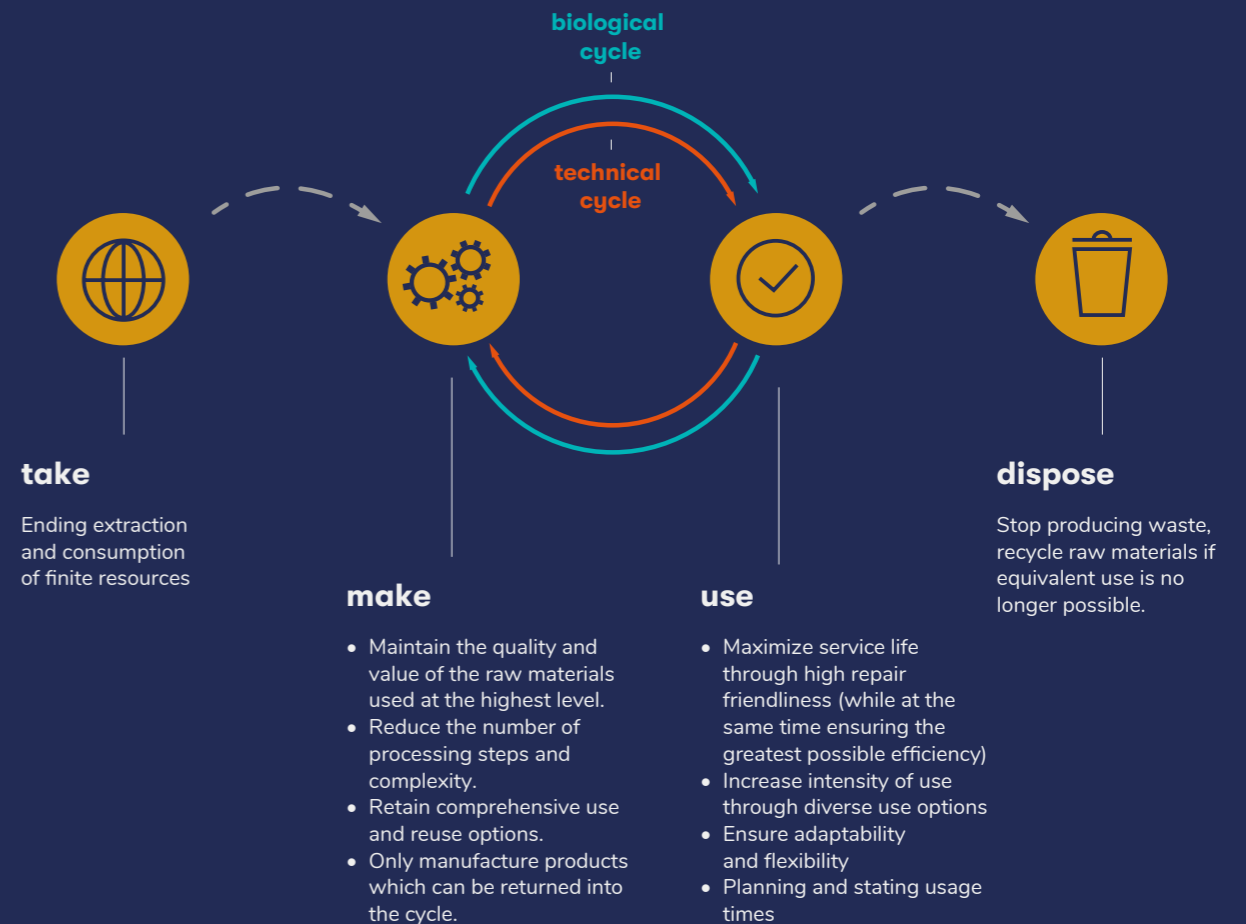 biological
cycle
technical
cycle
take
Ending extraction
and consumption
of finite resources
make
• Maintain the quality and
value of the raw materials
used at the highest level.
• Reduce the number of
processing steps and
complexity.
• Retain comprehensive use
and reuse options.
• Only manufacture products
which can be returned into
the cycle.
use
• Maximize service life
through high repair
friendliness (while at the
same time ensuring the
greatest possible efficiency)
• Increase intensity of use
through diverse use options
• Ensure adaptability
and flexibility
• Planning and stating usage
times
dispose
Stop producing waste,
recycle raw materials if
equivalent use is no
longer possible.